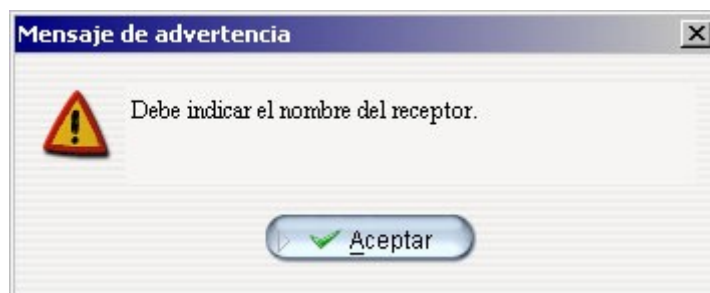 Mensaje de advertencia
Debe indicar el nombre del receptor.
Aceptar